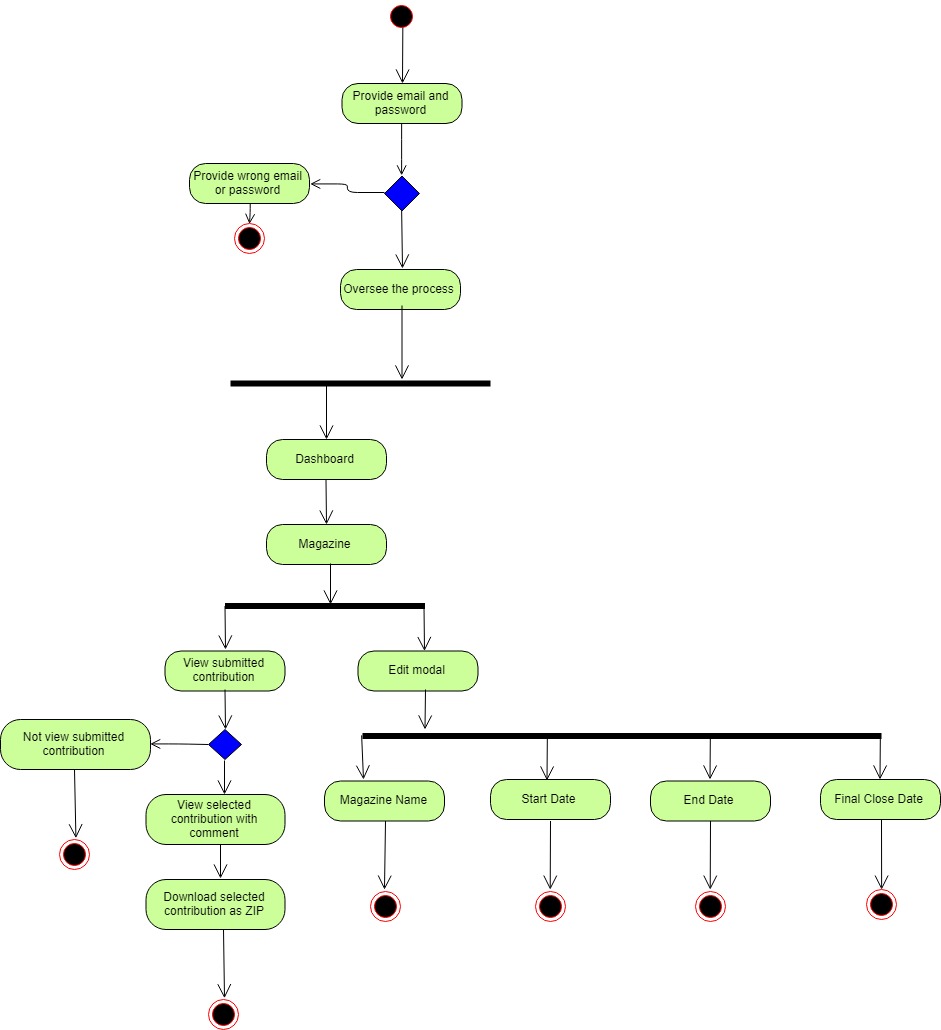 Provide email and
password
Provide wrong email
or password
Oversee the process
Dashboard
Magazine
View submitted
contribution
Edit modal
Not view submitted
contribution
View selected
contribution with
comment
Magazine Name
Start Date
End Date
Final Close Date
Download selected
contribution as ZIP